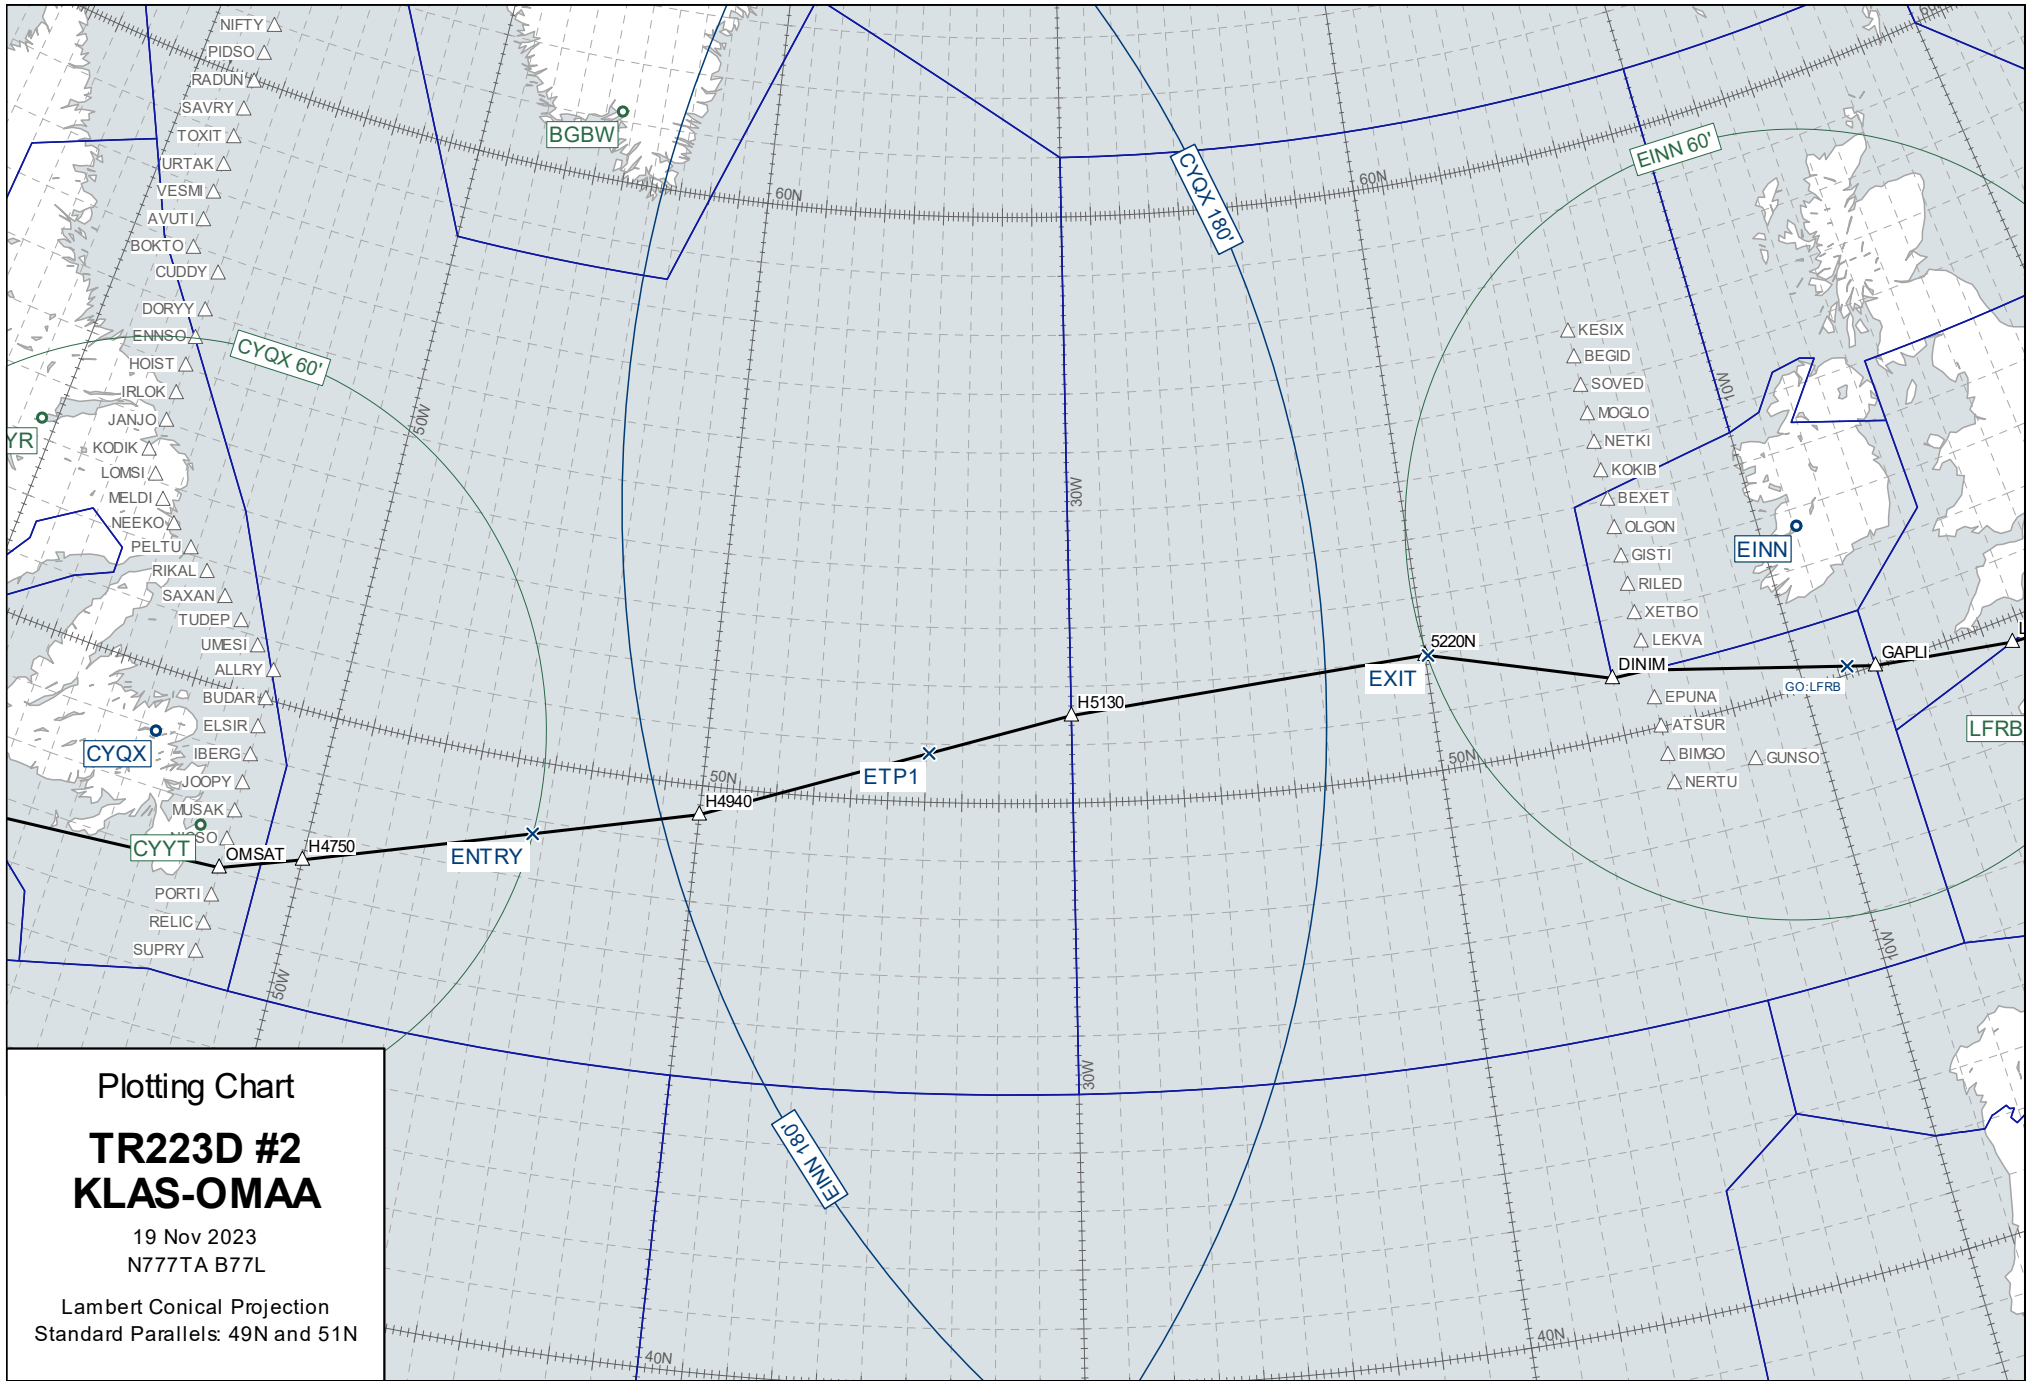 NIFTY
PIDSO
RADUN
SAVRY
TOXIT
URTAK
VESMI
AVUTI
BOKTO
CUDDY
DORYY
ENNSO
HOIST
IRLOK
JANJO
KODIK
LOMSI
MELDI
NEEKO
PELTU
RIKAL
SAXAN
TUDEP
UMESI
ALLRY
BUDAR
ELSIR
IBERG
JOOPY
MUSAK
PORTI
RELIC
SUPRY
BGBW
60N
60N
CYQX 180'
EINN 60'
CYQX 60'
YR
50W
30W
10W
KESIX
BEGID
SOVED
MOGLO
NETKI
KOKIB
BEXET
OLGON
GISTI
RILED
XETBO
LEKVA
EPUNA
ATSUR
BIMGO
GUNSO
NERTU
EINN
CYQX
CYYT
OMSAT
H4750
ENTRY
H4940
50N
ETP1
H5130
EXIT
5220N
DINIM
GO:LFRB
GAPLI
L
LFRB
50N
10W
50W
30W
EINN 180'
40N
40N
Plotting Chart
TR223D #2
KLAS-OMAA
19 Nov 2023
N777TA B77L
Lambert Conical Projection
Standard Parallels: 49N and 51N